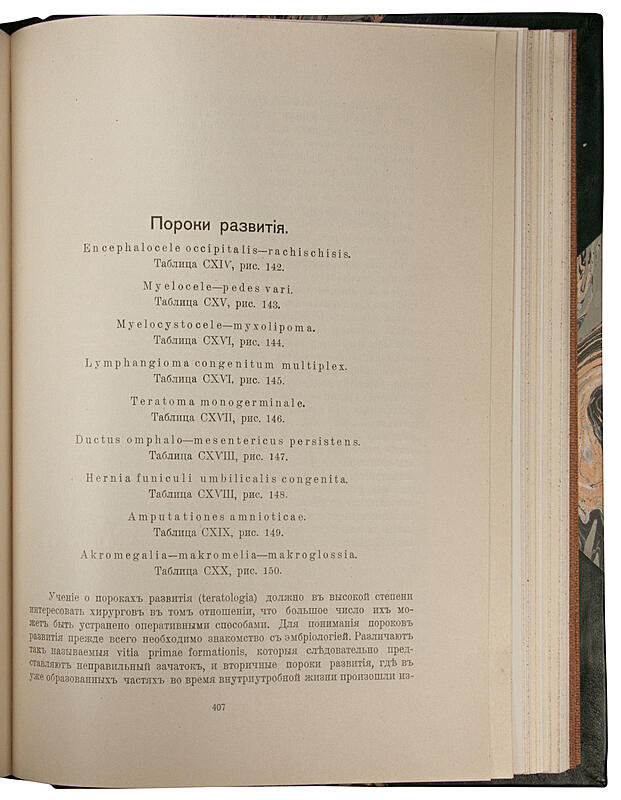 Пороки развитія.
Encephalocele occipitalis—rachischisis.
Таблица CXIV, рис. 142.
Myelocele—pedes vari.
Таблица CXV, рис. 143.
Myelocystocele—myxolipoma.
Таблица CXVI, рис. 144.
Lymphangioma congenitum multiplex.
Таблица CXVI, рис. 145.
Teratoma monogerminale.
Таблица CXVII, рис. 146.
Ductus omphalo—mesentericus persistens.
Таблица CXVIII, рис. 147.
Hernia funiculi umbilicalis congenita.
Таблица CXVIII, рис. 148.
Amputationes amnioticae.
Таблица CXIX, рис. 149.
Akromegalia—makromelia—makroglossia.
Таблица CXX, рис. 150.
Ученіе о порокахъ развитія (teratologia) должно въ высокой степени
интересовать хирурговъ въ томъ отношеніи, что большое число ихъ мо-
жетъ быть устранено оперативными способами. Для пониманія пороковъ
развитія прежде всего необходимо знакомство съ эмбріологіей. Различаютъ
такъ называемыя vitia primae formationis, которыя слѣдовательно пред-
ставляютъ неправильный зачатокъ, и вторичные пороки развитія, гдѣ въ
уже образованныхъ частяхъ во время внутриутробной жизни произошли из-
407